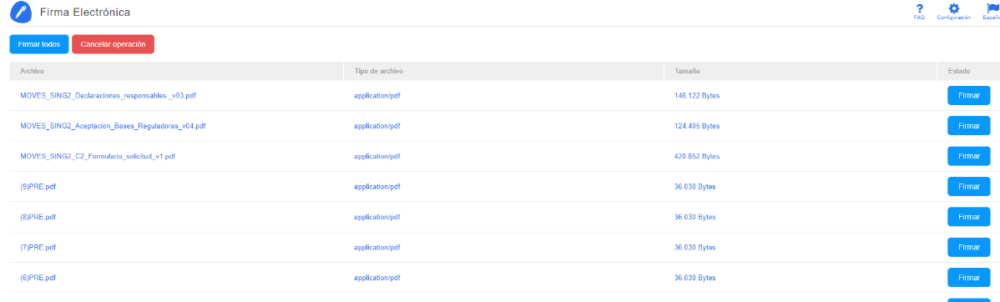 Firma Electrónica
FAQ Configuración
Firmar todos Cancelar operación
Archivo Tipo de archivo Tamaño Estado
MOVES_SING2_Declaraciones_responsables _v03.pdf application/pdf 146.122 Bytes Firmar
MOVES_SING2_Aceptacion_Bases_Reguladoras_v04.pdf application/pdf 124.405 Bytes Firmar
MOVES_SING2_C2_Formulario_solicitud_v1.pdf application/pdf 420.852 Bytes Firmar
(9)PRE.pdf application/pdf 36.030 Bytes Firmar
(8)PRE.pdf application/pdf 36.030 Bytes Firmar
(7)PRE.pdf application/pdf 36.030 Bytes Firmar
(6)PRE.pdf application/pdf 36.030 Bytes Firmar